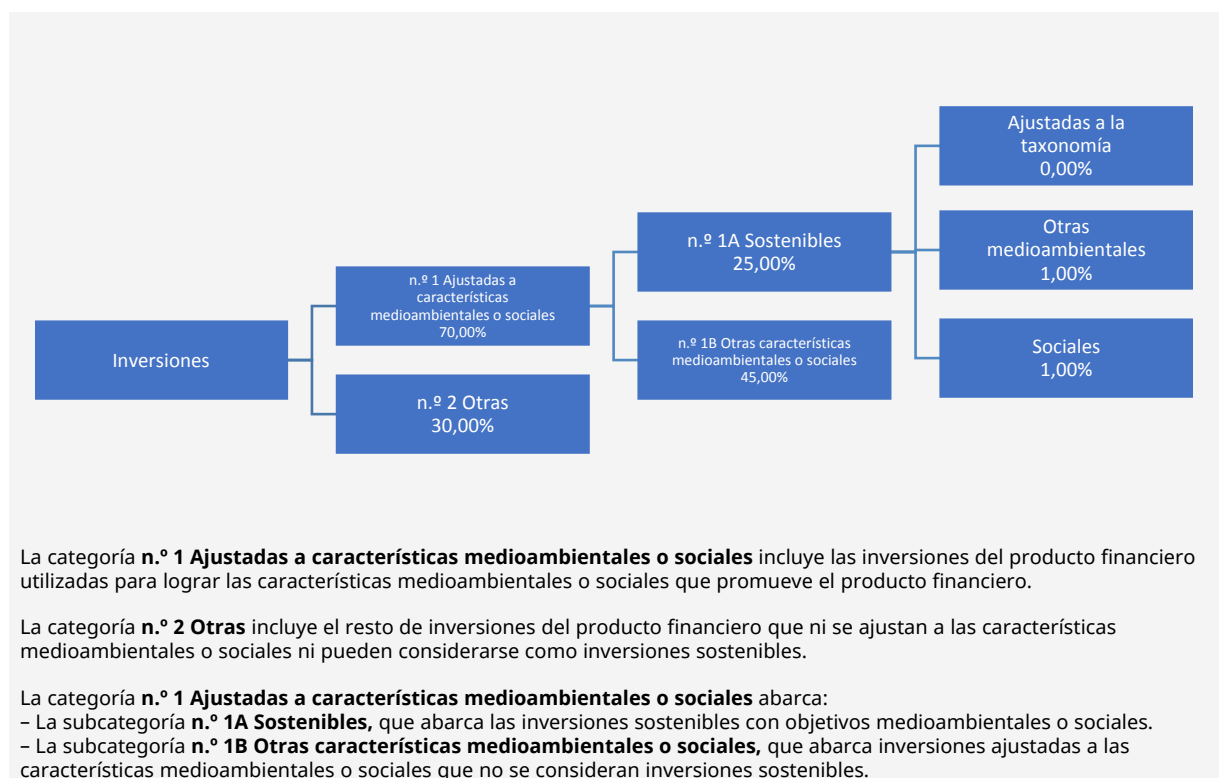 Inversiones
n.º 1 Ajustadas a
características
medioambientales o sociales
70,00%
n.º 2 Otras
30,00%
n.º 1A Sostenibles
25,00%
n.º 1B Otras características
medioambientales o sociales
45,00%
Ajustadas a la
taxonomía
0,00%
Otras
medioambientales
1,00%
Sociales
1,00%
La categoría n.º 1 Ajustadas a características medioambientales o sociales incluye las inversiones del producto financiero
utilizadas para lograr las características medioambientales o sociales que promueve el producto financiero.
La categoría n.º 2 Otras incluye el resto de inversiones del producto financiero que ni se ajustan a las características
medioambientales o sociales ni pueden considerarse como inversiones sostenibles.
La categoría n.º 1 Ajustadas a características medioambientales o sociales abarca:
– La subcategoría n.º 1A Sostenibles, que abarca las inversiones sostenibles con objetivos medioambientales o sociales.
– La subcategoría n.º 1B Otras características medioambientales o sociales, que abarca inversiones ajustadas a las
características medioambientales o sociales que no se consideran inversiones sostenibles.